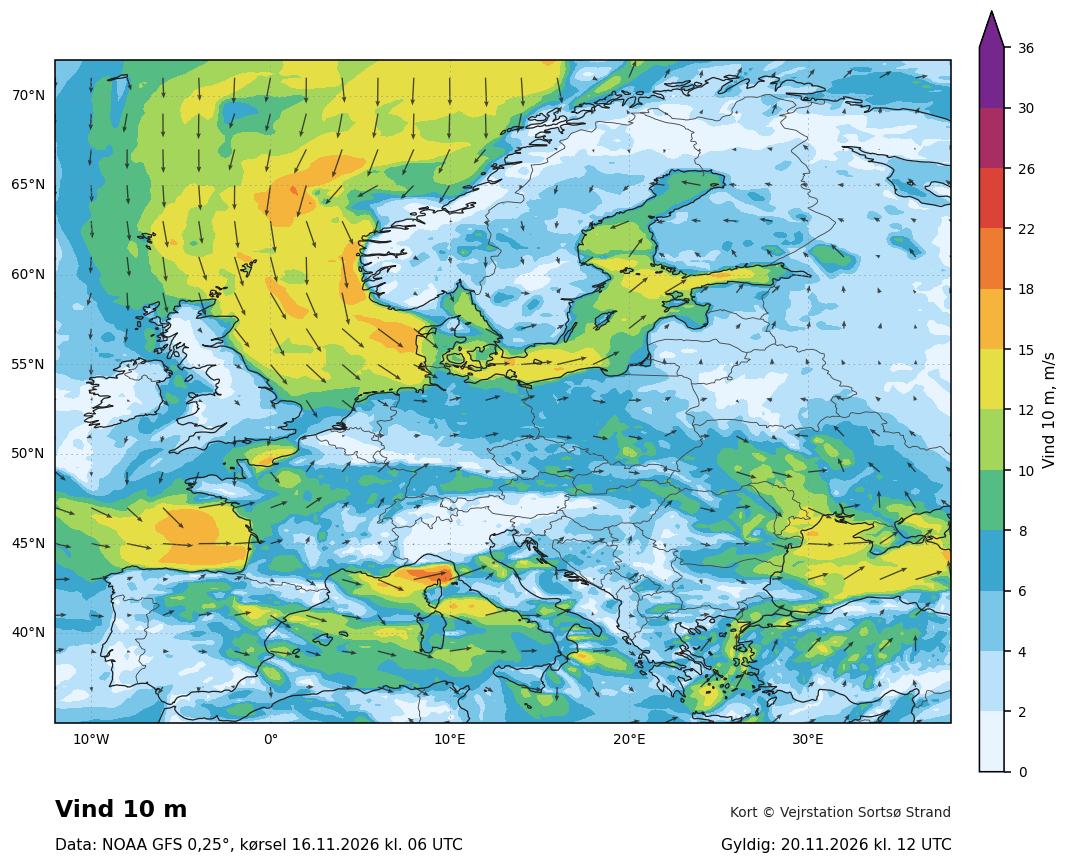 36
30
26
22
18
15
12
10
8
6
4
2
0
Vind 10 m, m/s
70°N
65°N
60°N
55°N
50°N
45°N
40°N
10°W
0°
10°E
20°E
30°E
Vind 10 m
Kort © Vejrstation Sortsø Strand
Data: NOAA GFS 0,25°, kørsel 16.11.2026 kl. 06 UTC
Gyldig: 20.11.2026 kl. 12 UTC